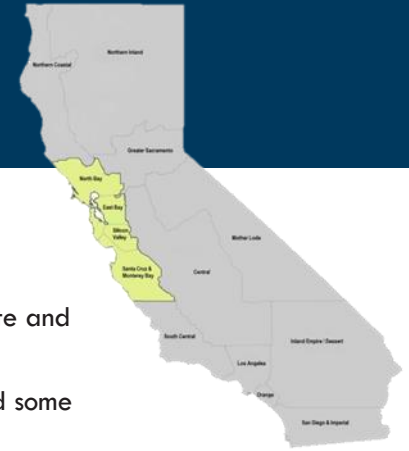 Northern Inland
Northern Coastal
Greater Sacramento
North Bay
East Bay
Silicon
Valley
Mother Lode
Santa Cruz &
Monterey Bay
Central
re and
South Central
Inland Empire / Dessert
Los Angeles
d some
Orange
San Diego & Imperial